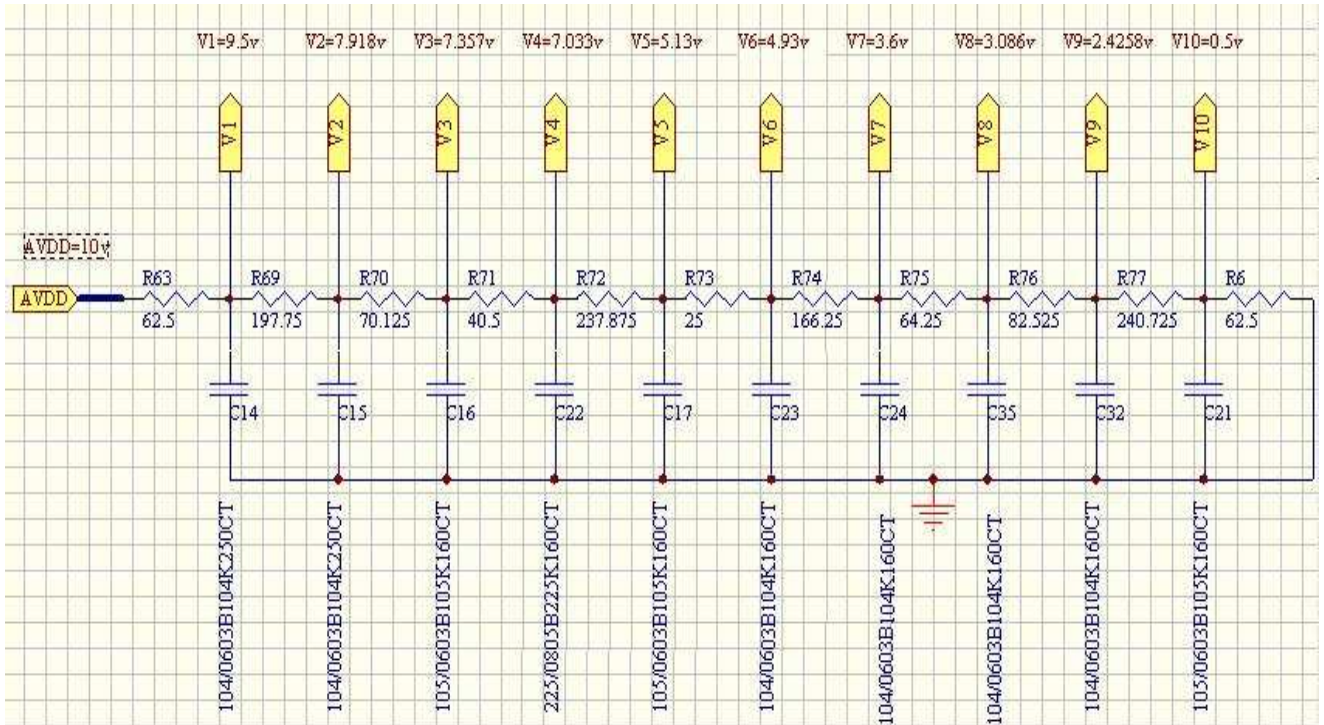 V1=9.5v V2=7.918v V3=7.357v V4=7.033v V5=5.13v V6=4.93v V7=3.6v V8=3.086v V9=2.4258v V10=0.5v
V1 V2 V3 V4 V5 V6 V7 V8 V9 V10
AVDD=10v
R63 R69 R70 R71 R72 R73 R74 R75 R76 R77 R6
AVDD
62.5 197.75 70.125 40.5 237.875 25 166.25 64.25 82.525 240.725 62.5
C14 C15 C16 C22 C17 C23 C24 C35 C32 C21
104/0603B104K250CT
104/0603B104K250CT
105/0603B105K160CT
225/0805B225K160CT
105/0603B105K160CT
104/0603B104K160CT
104/0603B104K160CT
104/0603B104K160CT
104/0603B104K160CT
105/0603B105K160CT